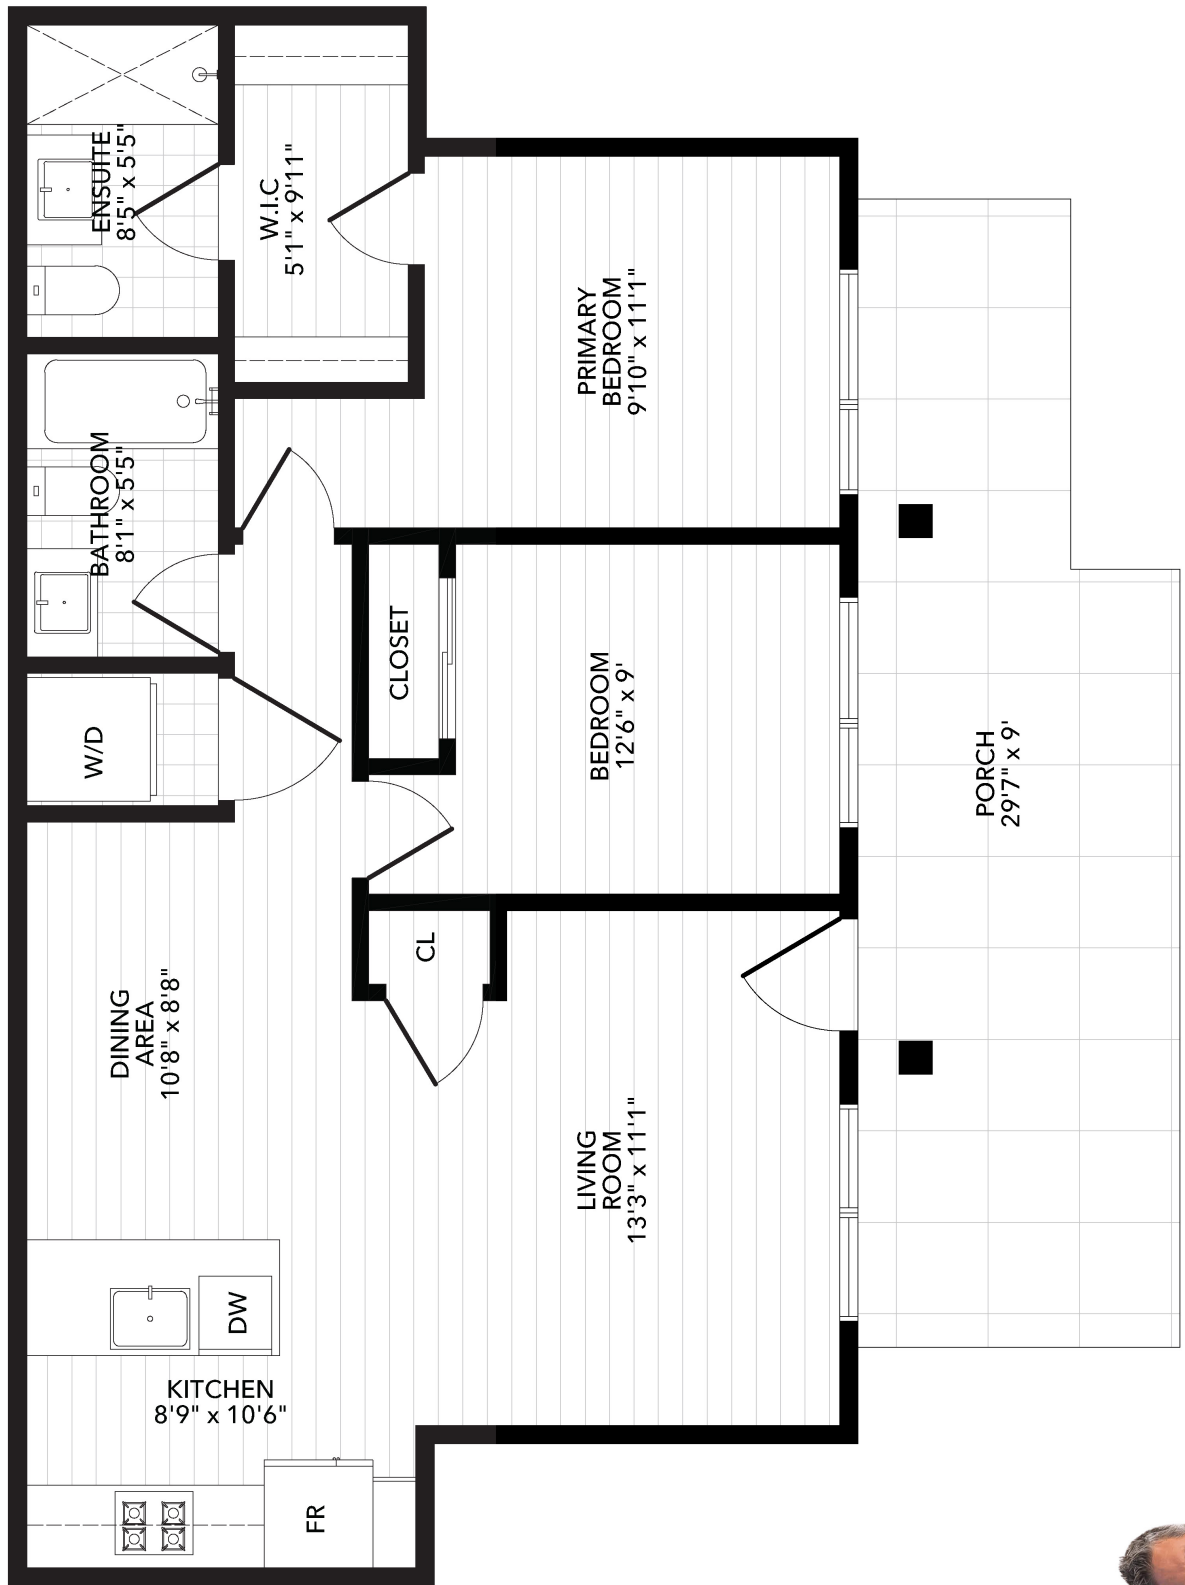 ENSUITE
8'5" x 5'5"
W.I.C
5'1" x 9'11"
PRIMARY
BEDROOM
9'10" x 11'1"
BATHROOM
8'1" x 5'5"
CLOSET
W/D
BEDROOM
12'6" x 9'
PORCH
29'7" x 9'
CL
DINING
AREA
10'8" x 8'8"
LIVING
ROOM
13'3" x 11'1"
DW
KITCHEN
8'9" x 10'6"
FR